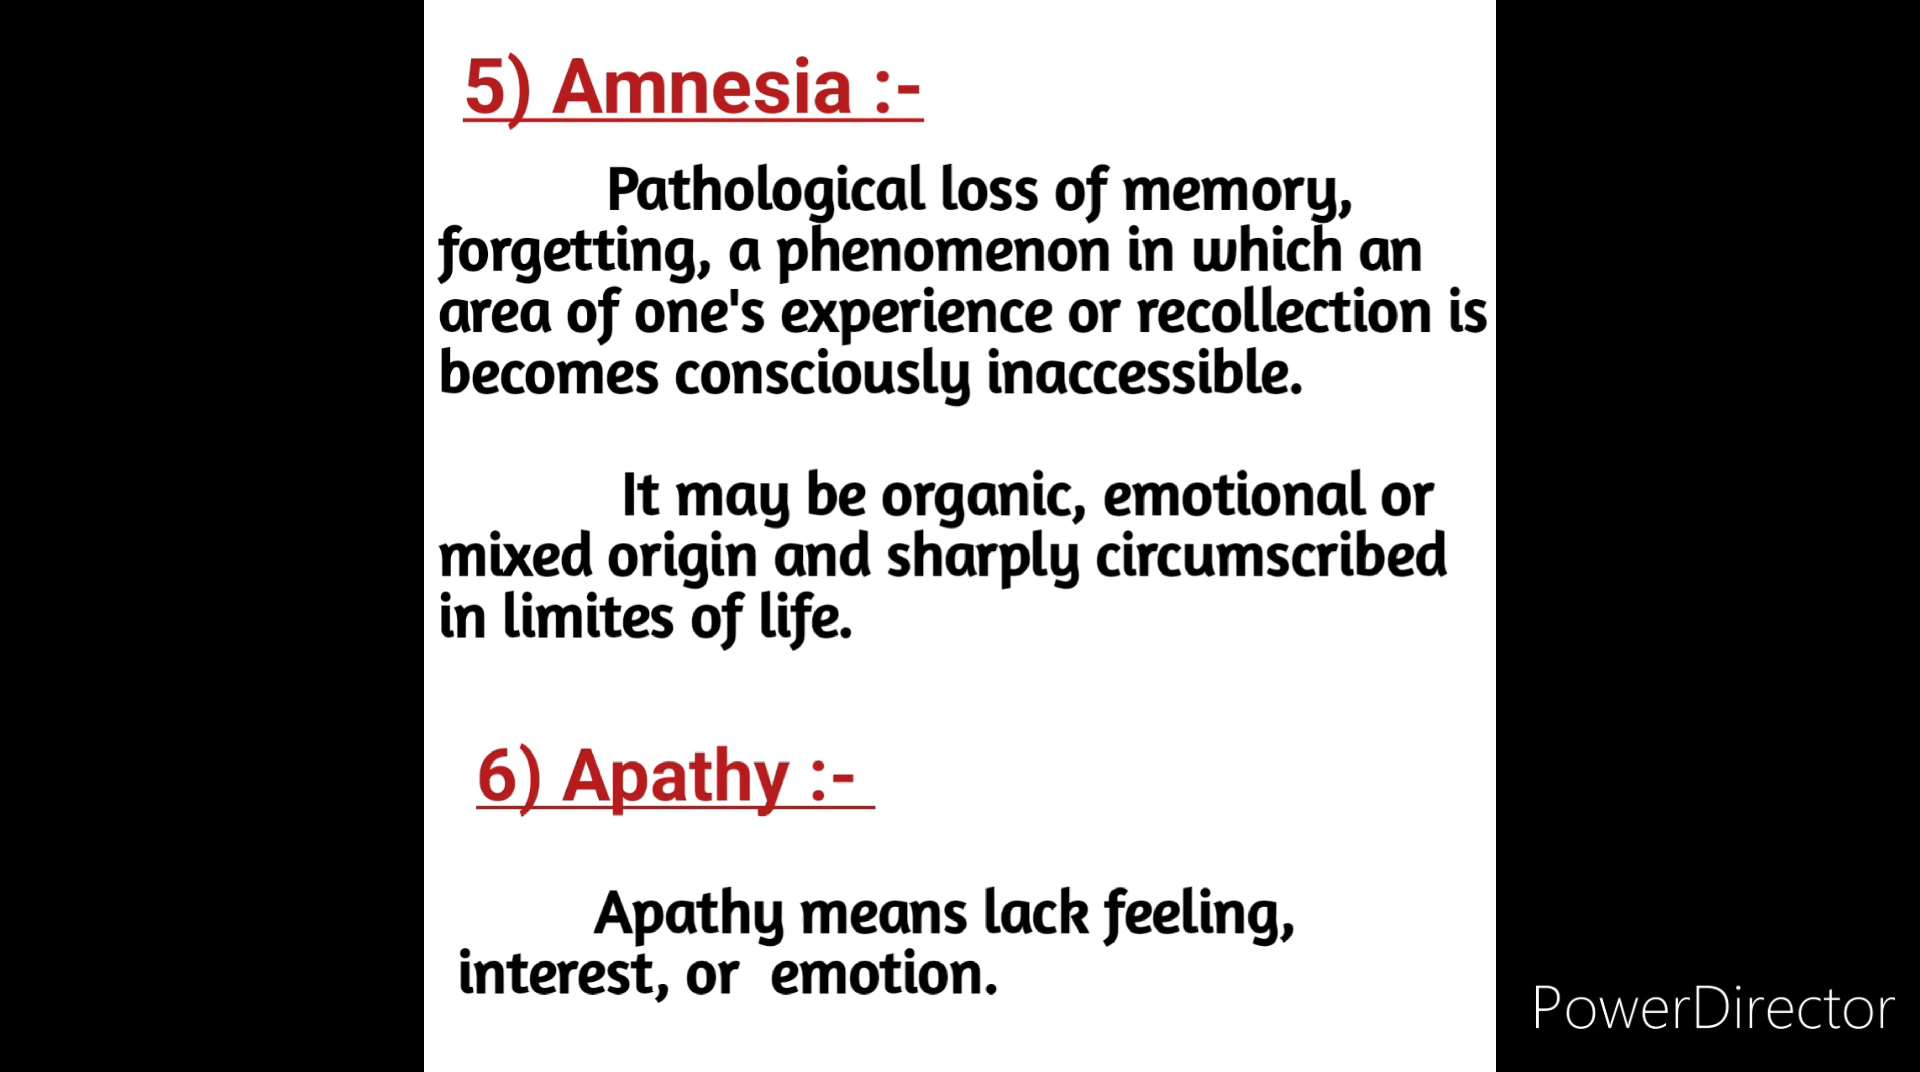 5) Amnesia :-
Pathological loss of memory,
forgetting, a phenomenon in which an
area of one's experience or recollection is
becomes consciously inaccessible.
It may be organic, emotional or
mixed origin and sharply circumscribed
in limites of life.
6) Apathy :-
Apathy means lack feeling,
interest, or emotion.
PowerDirector